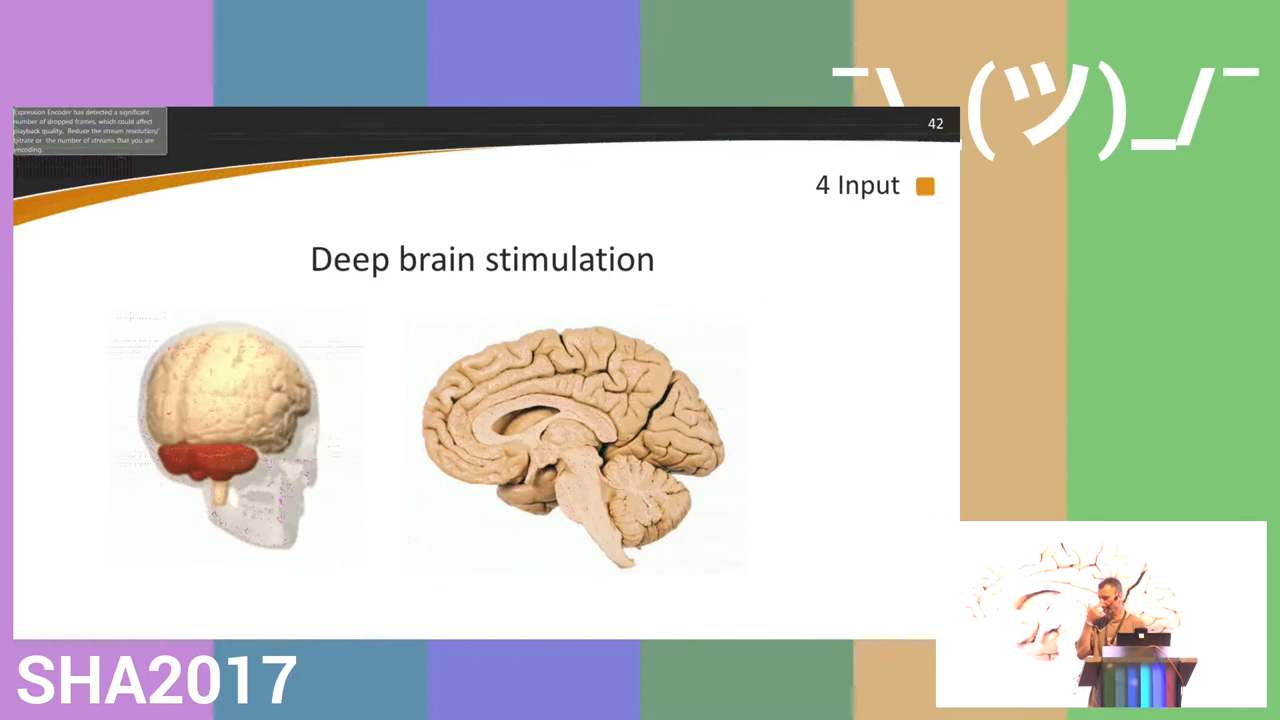 ¯\_(ツ)_/¯
Expression Encoder has detected a significant
number of dropped frames, which could affect
playback quality. Reduce the stream resolution/
bitrate or the number of streams that you are
encoding.
42
4 Input
Deep brain stimulation
SHA2017